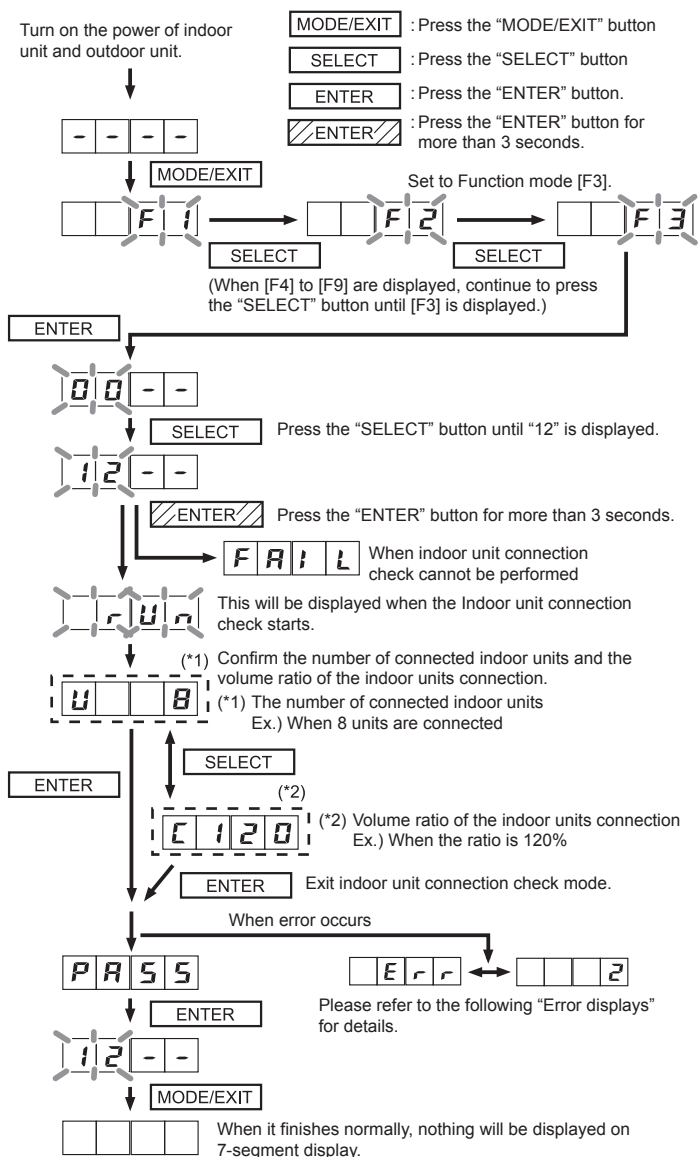 Turn on the power of indoor
unit and outdoor unit.
MODE/EXIT : Press the “MODE/EXIT” button
SELECT : Press the “SELECT” button
ENTER : Press the “ENTER” button.
ENTER : Press the “ENTER” button for
more than 3 seconds.
- - - -
MODE/EXIT
Set to Function mode [F3].
F 1
F 2
F 3
SELECT
SELECT
(When [F4] to [F9] are displayed, continue to press
the “SELECT” button until [F3] is displayed.)
ENTER
0 0 - -
SELECT Press the “SELECT” button until “12” is displayed.
1 2 - -
ENTER Press the “ENTER” button for more than 3 seconds.
F A I L When indoor unit connection
check cannot be performed
r U n This will be displayed when the Indoor unit connection
check starts.
(*1) Confirm the number of connected indoor units and the
volume ratio of the indoor units connection.
U 8 (*1) The number of connected indoor units
Ex.) When 8 units are connected
SELECT
ENTER
(*2)
C 1 2 0 (*2) Volume ratio of the indoor units connection
Ex.) When the ratio is 120%
ENTER Exit indoor unit connection check mode.
When error occurs
P A S S
E r r
2
Please refer to the following “Error displays”
for details.
ENTER
1 2 - -
MODE/EXIT
When it finishes normally, nothing will be displayed on
7-segment display.